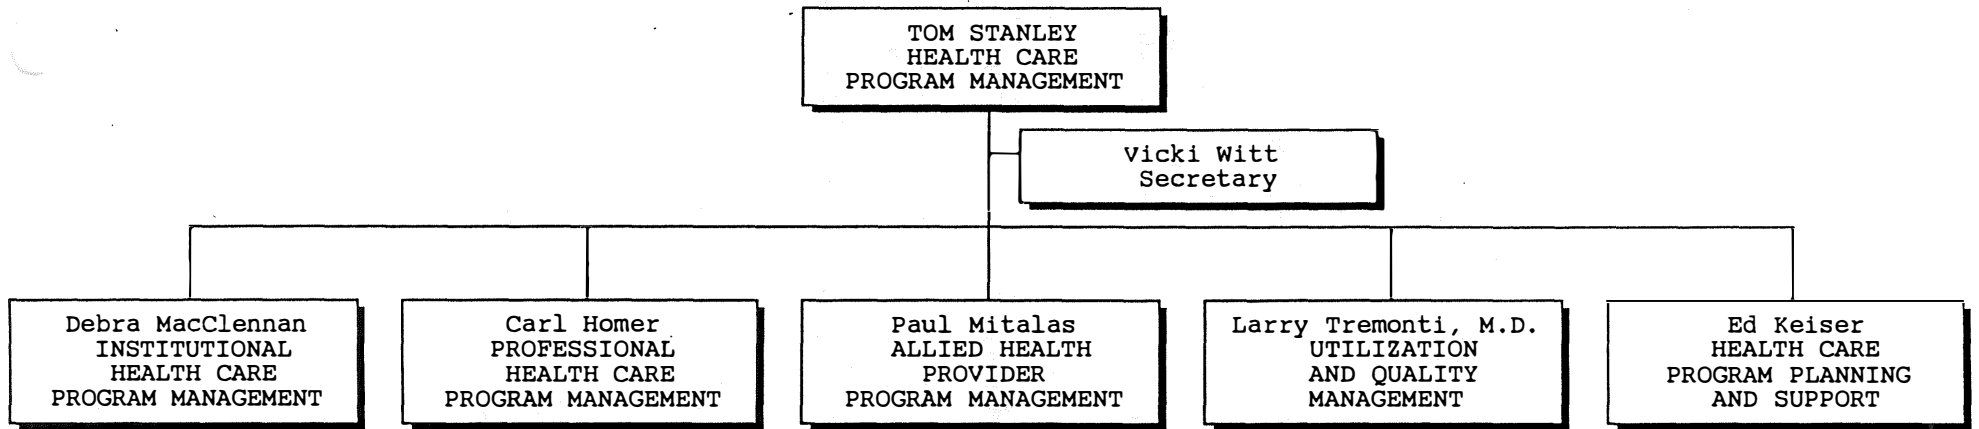 TOM STANLEY
HEALTH CARE
PROGRAM MANAGEMENT
Vicki Witt
Secretary
Debra MacClennan
INSTITUTIONAL
HEALTH CARE
PROGRAM MANAGEMENT
Carl Homer
PROFESSIONAL
HEALTH CARE
PROGRAM MANAGEMENT
Paul Mitalas
ALLIED HEALTH
PROVIDER
PROGRAM MANAGEMENT
Larry Tremonti, M.D.
UTILIZATION
AND QUALITY
MANAGEMENT
Ed Keiser
HEALTH CARE
PROGRAM PLANNING
AND SUPPORT